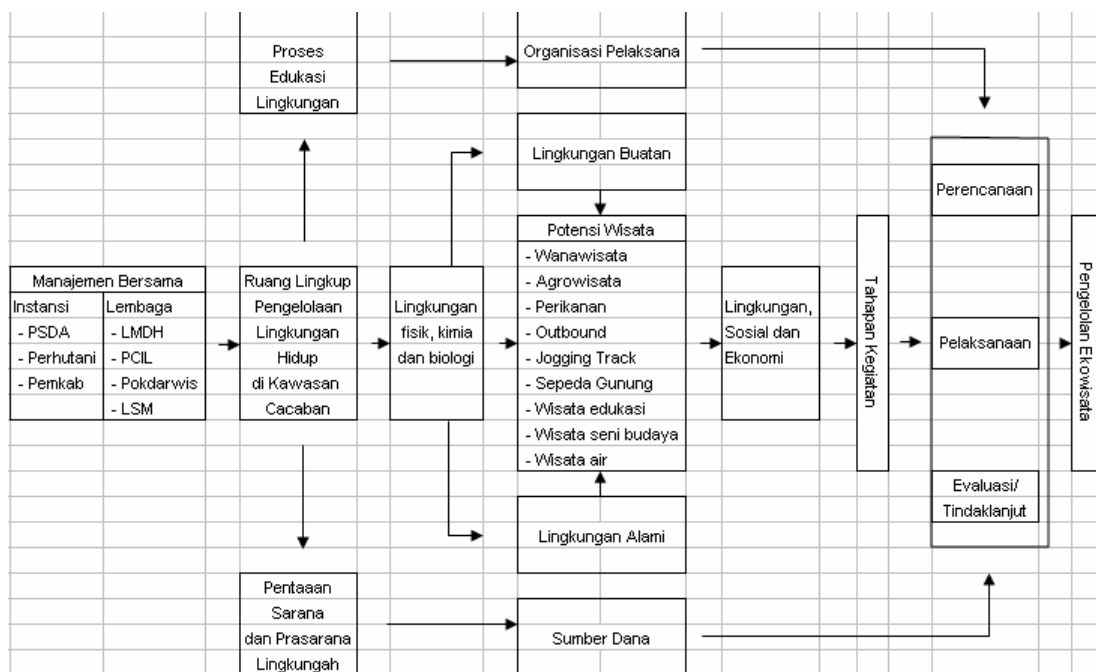 Proses
Edukasi
Lingkungan
Organisasi Pelaksana
Lingkungan Buatan
Perencanaan
Potensi Wisata
- Wanawisata
- Agrowisata
- Perikanan
- Outbound
- Jogging Track
- Sepeda Gunung
- Wisata edukasi
- Wisata seni budaya
- Wisata air
Manajemen Bersama
Instansi
- PSDA
- Perhutani
- Pemkab
Lembaga
- LMDH
- PCIL
- Pokdarwis
- LSM
Ruang Lingkup
Pengelolaan
Lingkungan
Hidup
di Kawasan
Cacaban
Lingkungan
fisik, kimia
dan biologi
Lingkungan,
Sosial dan
Ekonomi
Tahapan Kegiatan
Pelaksanaan
Pengelolan Ekowisata
Evaluasi/
Tindaklanjut
Lingkungan Alami
Pentaaan
Sarana
dan Prasarana
Lingkungah
Sumber Dana